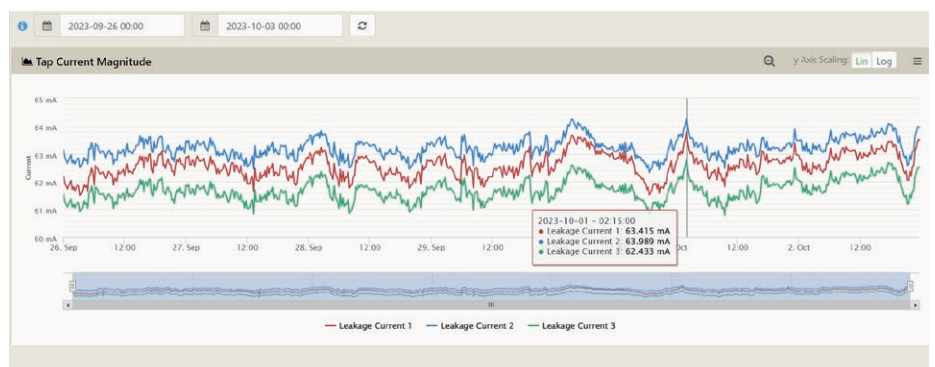 2023-09-26 00:00 2023-10-03 00:00
Tap Current Magnitude y Axis Scaling: Lin Log
65 mA
64 mA
63 mA
62 mA
61 mA
60 mA
Current
2023-10-01 - 02:15:00
Leakage Current 1: 63.415 mA
Leakage Current 2: 63.989 mA
Leakage Current 3: 62.433 mA
26. Sep 12:00 27. Sep 12:00 28. Sep 12:00 29. Sep 12:00 Oct 12:00 2. Oct 12:00
Leakage Current 1 Leakage Current 2 Leakage Current 3